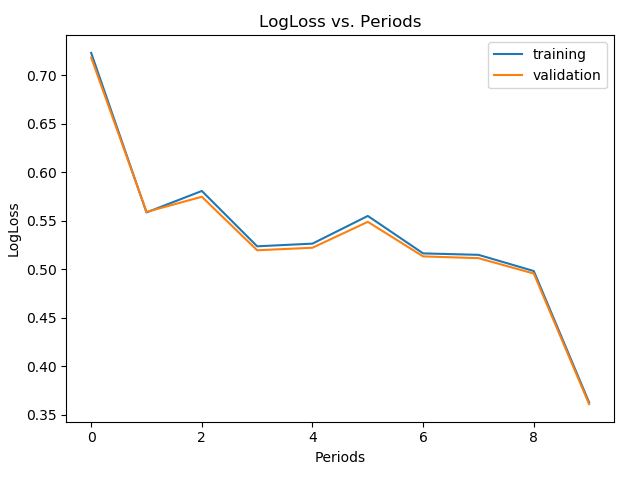 LogLoss vs. Periods
training
validation
LogLoss
0.70
0.65
0.60
0.55
0.50
0.45
0.40
0.35
0 2 4 6 8
Periods